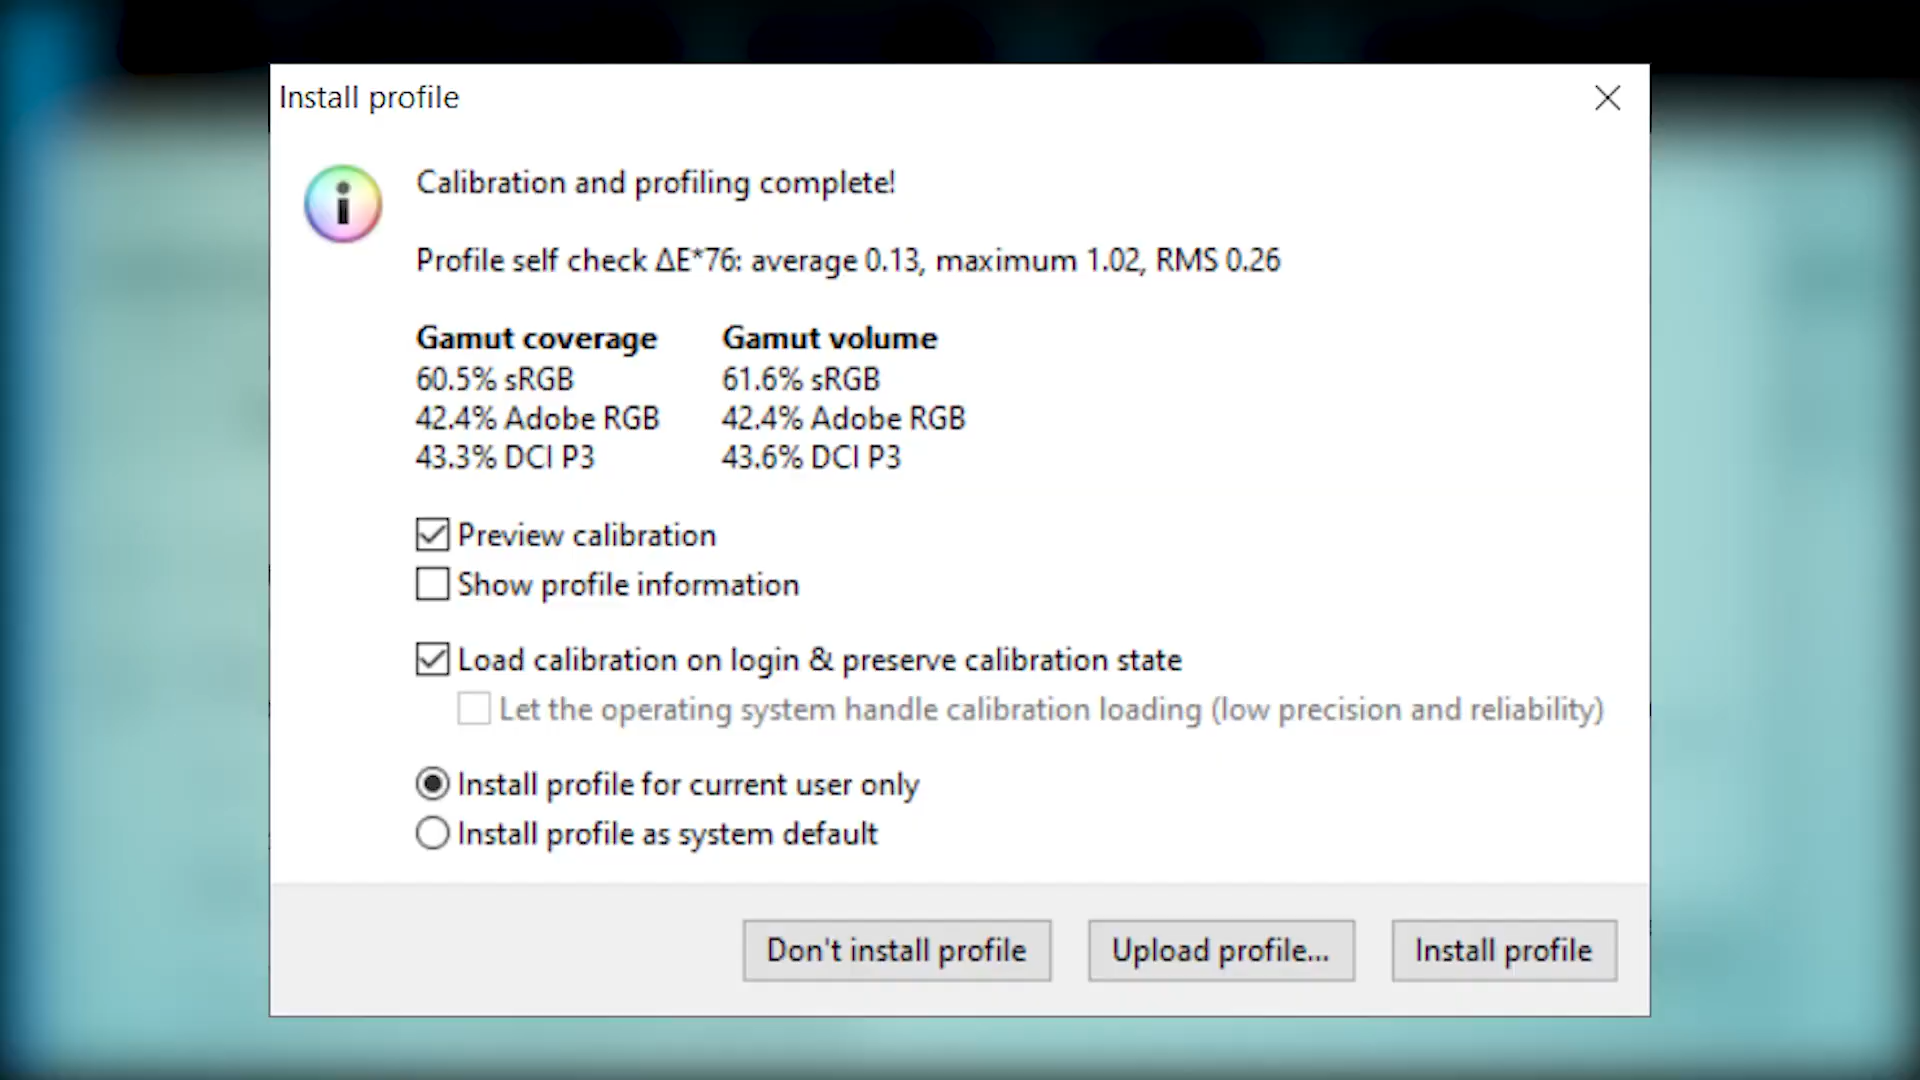 Install profile
Calibration and profiling complete!
Profile self check ΔE*76: average 0.13, maximum 1.02, RMS 0.26
Gamut coverage Gamut volume
60.5% sRGB 61.6% sRGB
42.4% Adobe RGB 42.4% Adobe RGB
43.3% DCI P3 43.6% DCI P3
Preview calibration
Show profile information
Load calibration on login & preserve calibration state
Let the operating system handle calibration loading (low precision and reliability)
Install profile for current user only
Install profile as system default
Don't install profile Upload profile... Install profile